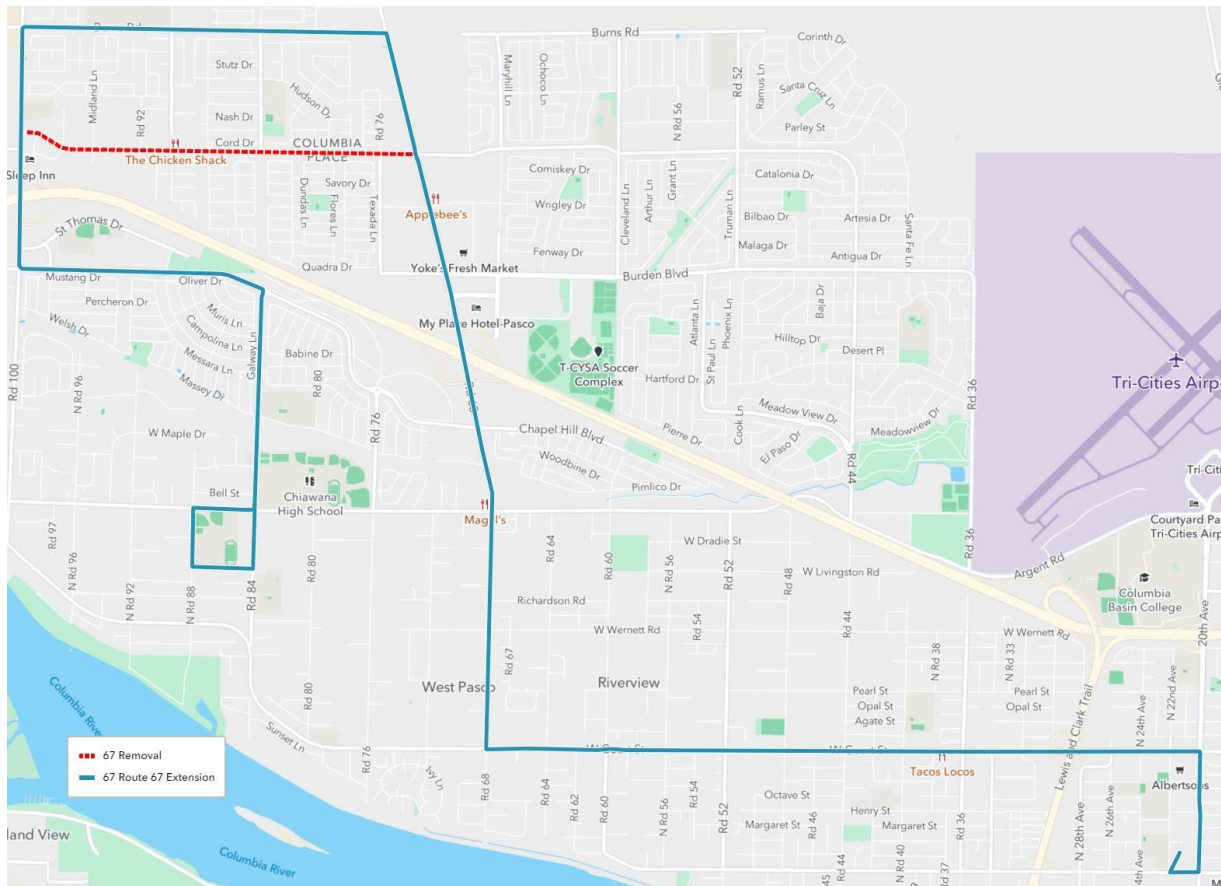 Burns Rd
Corinth Dr
Stutz Dr
Midland Ln
Maryhill Ln
Ochoco Ln
Rd 52
Ramus Ln
Santa Cruz Ln
Hudson Dr
Rd 92
Nash Dr
Rd 76
N Rd 56
Parley St
Cord Dr
COLUMBIA
PLACE
The Chicken Shack
Sleep Inn
Comiskey Dr
Catalonia Dr
Savory Dr
Dundas Ln
Flores Ln
Texada Ln
Applebee's
Wrigley Dr
Cleveland Ln
Arthur Ln
Grant Ln
Truman Ln
Bilbao Dr
Artesia Dr
Santa Fe Ln
St Thomas Dr
Malaga Dr
Fenway Dr
Antigua Dr
Quadra Dr
Yoke's Fresh Market
Burden Blvd
Mustang Dr
Oliver Dr
Percheron Dr
Muris Ln
Welsh Dr
Campolina Ln
My Place Hotel-Pasco
Atlanta Ln
St Paul Ln
Phoenix Ln
Baja Dr
Hilltop Dr
Desert Pl
Messara Ln
Galway Ln
Babine Dr
T-CYSA Soccer
Complex
Massey Dr
Hartford Dr
Rd 100
N Rd 96
Rd 80
Rd 36
Tri-Cities Airp
Meadow View Dr
Cook Ln
Meadowview Dr
W Maple Dr
Rd 76
Chapel Hill Blvd
Pierre Dr
El Paso Dr
Woodbine Dr
Rd 44
Pimlico Dr
Tri-Citi
Bell St
Chiawana
High School
Courtyard Pa
Tri-Cities Airp
Rd 97
N Rd 96
Rd 64
Rd 60
W Dradie St
N Rd 56
Rd 52
Rd 48
W Livingston Rd
Rd 36
Argent Rd
Rd 80
N Rd 92
N Rd 88
Rd 84
Columbia
Basin College
20th Ave
Richardson Rd
W Wernett Rd
Rd 54
Rd 44
W Wernett Rd
N Rd 38
N Rd 33
Rd 67
West Pasco
Riverview
Rd 80
Pearl St
Opal St
Agate St
Pearl St
Opal St
N 24th Ave
N 22nd Ave
Lewis and Clark Trail
Columbia River
Sunset Ln
Rd 76
67 Removal
67 Route 67 Extension
Tacos Locos
Albertsons
Ivy Ln
Rd 68
Rd 64
Rd 62
Rd 60
N Rd 56
Rd 54
Rd 52
Octave St
Margaret St
Rd 46
Henry St
Margaret St
Rd 36
N 28th Ave
N 26th Ave
land View
Columbia River
Rd 44
N Rd 40